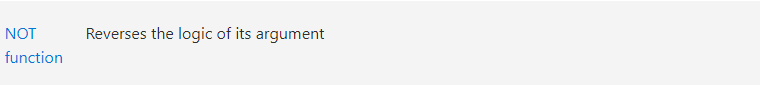 NOT Reverses the logic of its argument
function